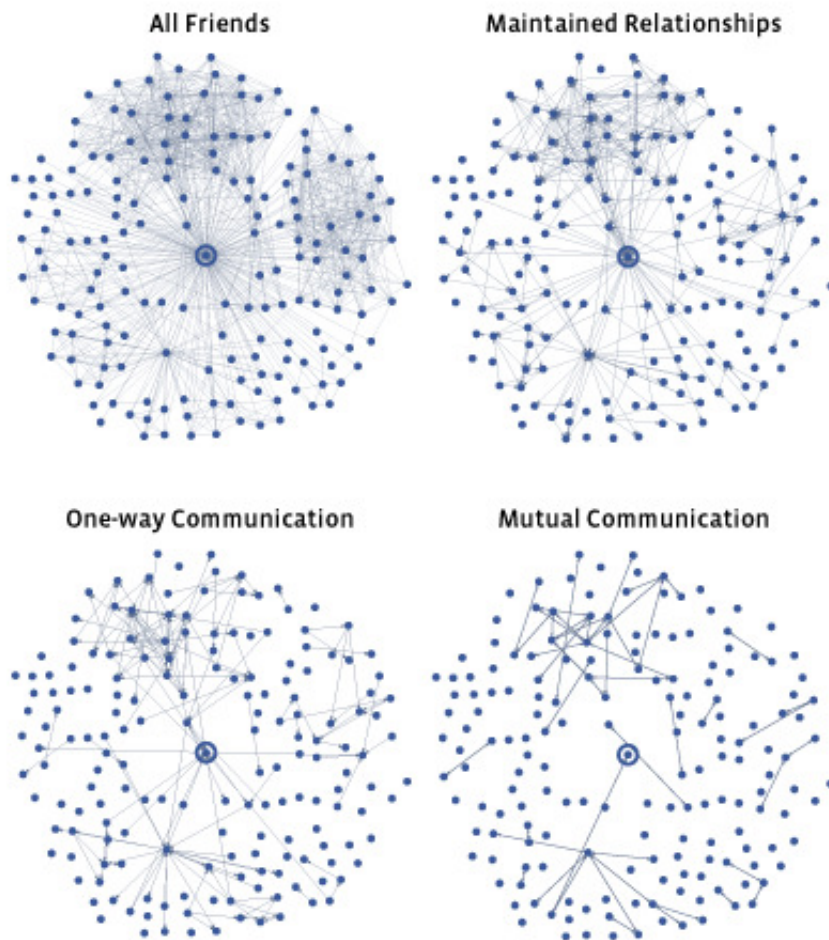 All Friends
Maintained Relationships
One-way Communication
Mutual Communication